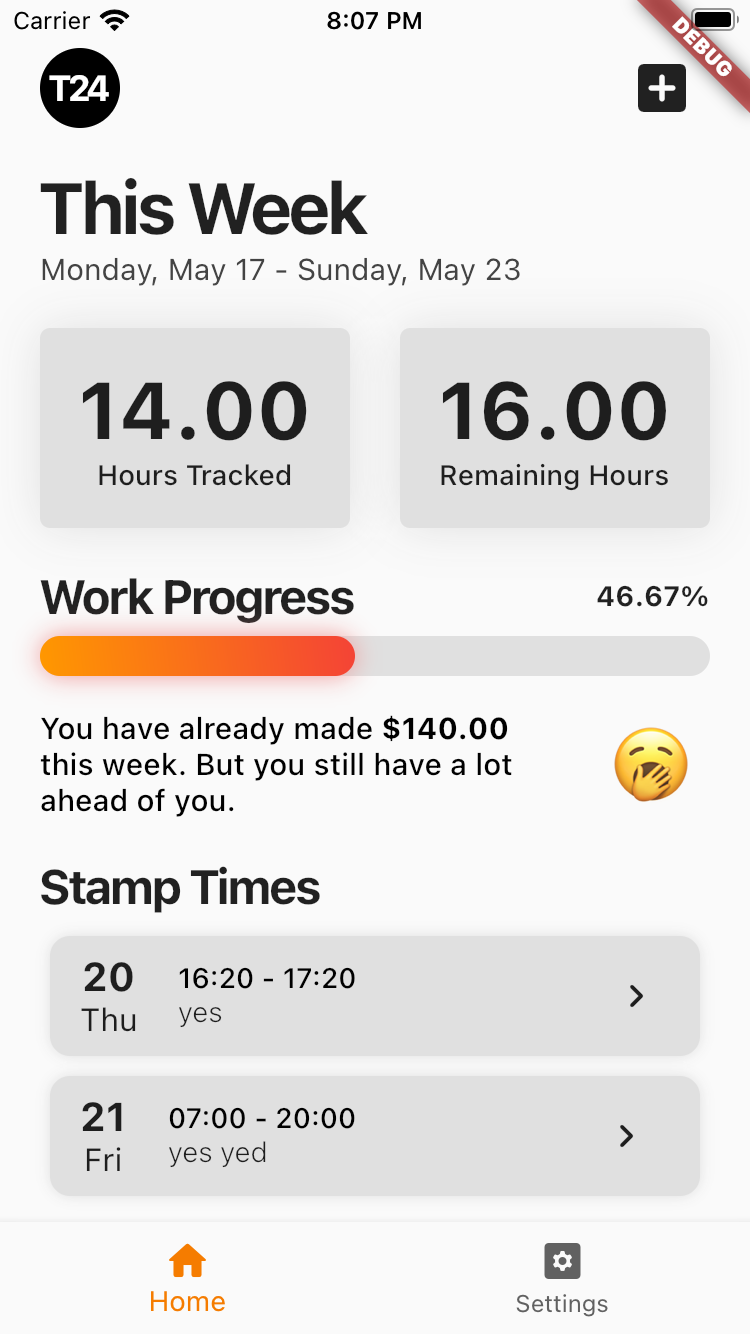 Carrier 8:07 PM
DEBUG
T24
This Week
Monday, May 17 - Sunday, May 23
14.00 16.00
Hours Tracked Remaining Hours
Work Progress 46.67%
You have already made $140.00
this week. But you still have a lot
ahead of you.
Stamp Times
20 16:20 - 17:20
Thu yes
21 07:00 - 20:00
Fri yes yed
Home Settings